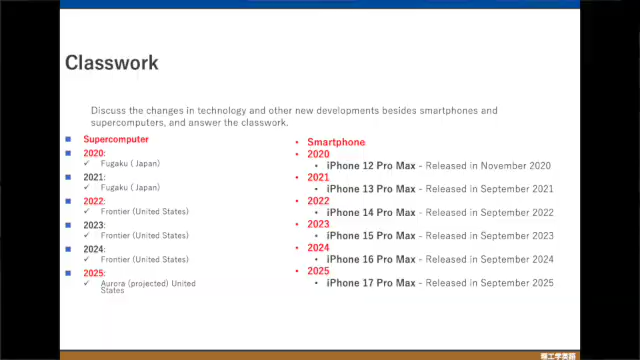 Classwork
Discuss the changes in technology and other new developments besides smartphones and
supercomputers, and answer the classwork.
Supercomputer
2020:
Fugaku ( Japan)
2021:
Fugaku ( Japan)
2022:
Frontier (United States)
2023:
Frontier (United States)
2024:
Frontier (United States)
2025:
Aurora (projected) United
States
Smartphone
2020
iPhone 12 Pro Max – Released in November 2020
2021
iPhone 13 Pro Max – Released in September 2021
2022
iPhone 14 Pro Max – Released in September 2022
2023
iPhone 15 Pro Max – Released in September 2023
2024
iPhone 16 Pro Max – Released in September 2024
2025
iPhone 17 Pro Max – Released in September 2025
理工学英語